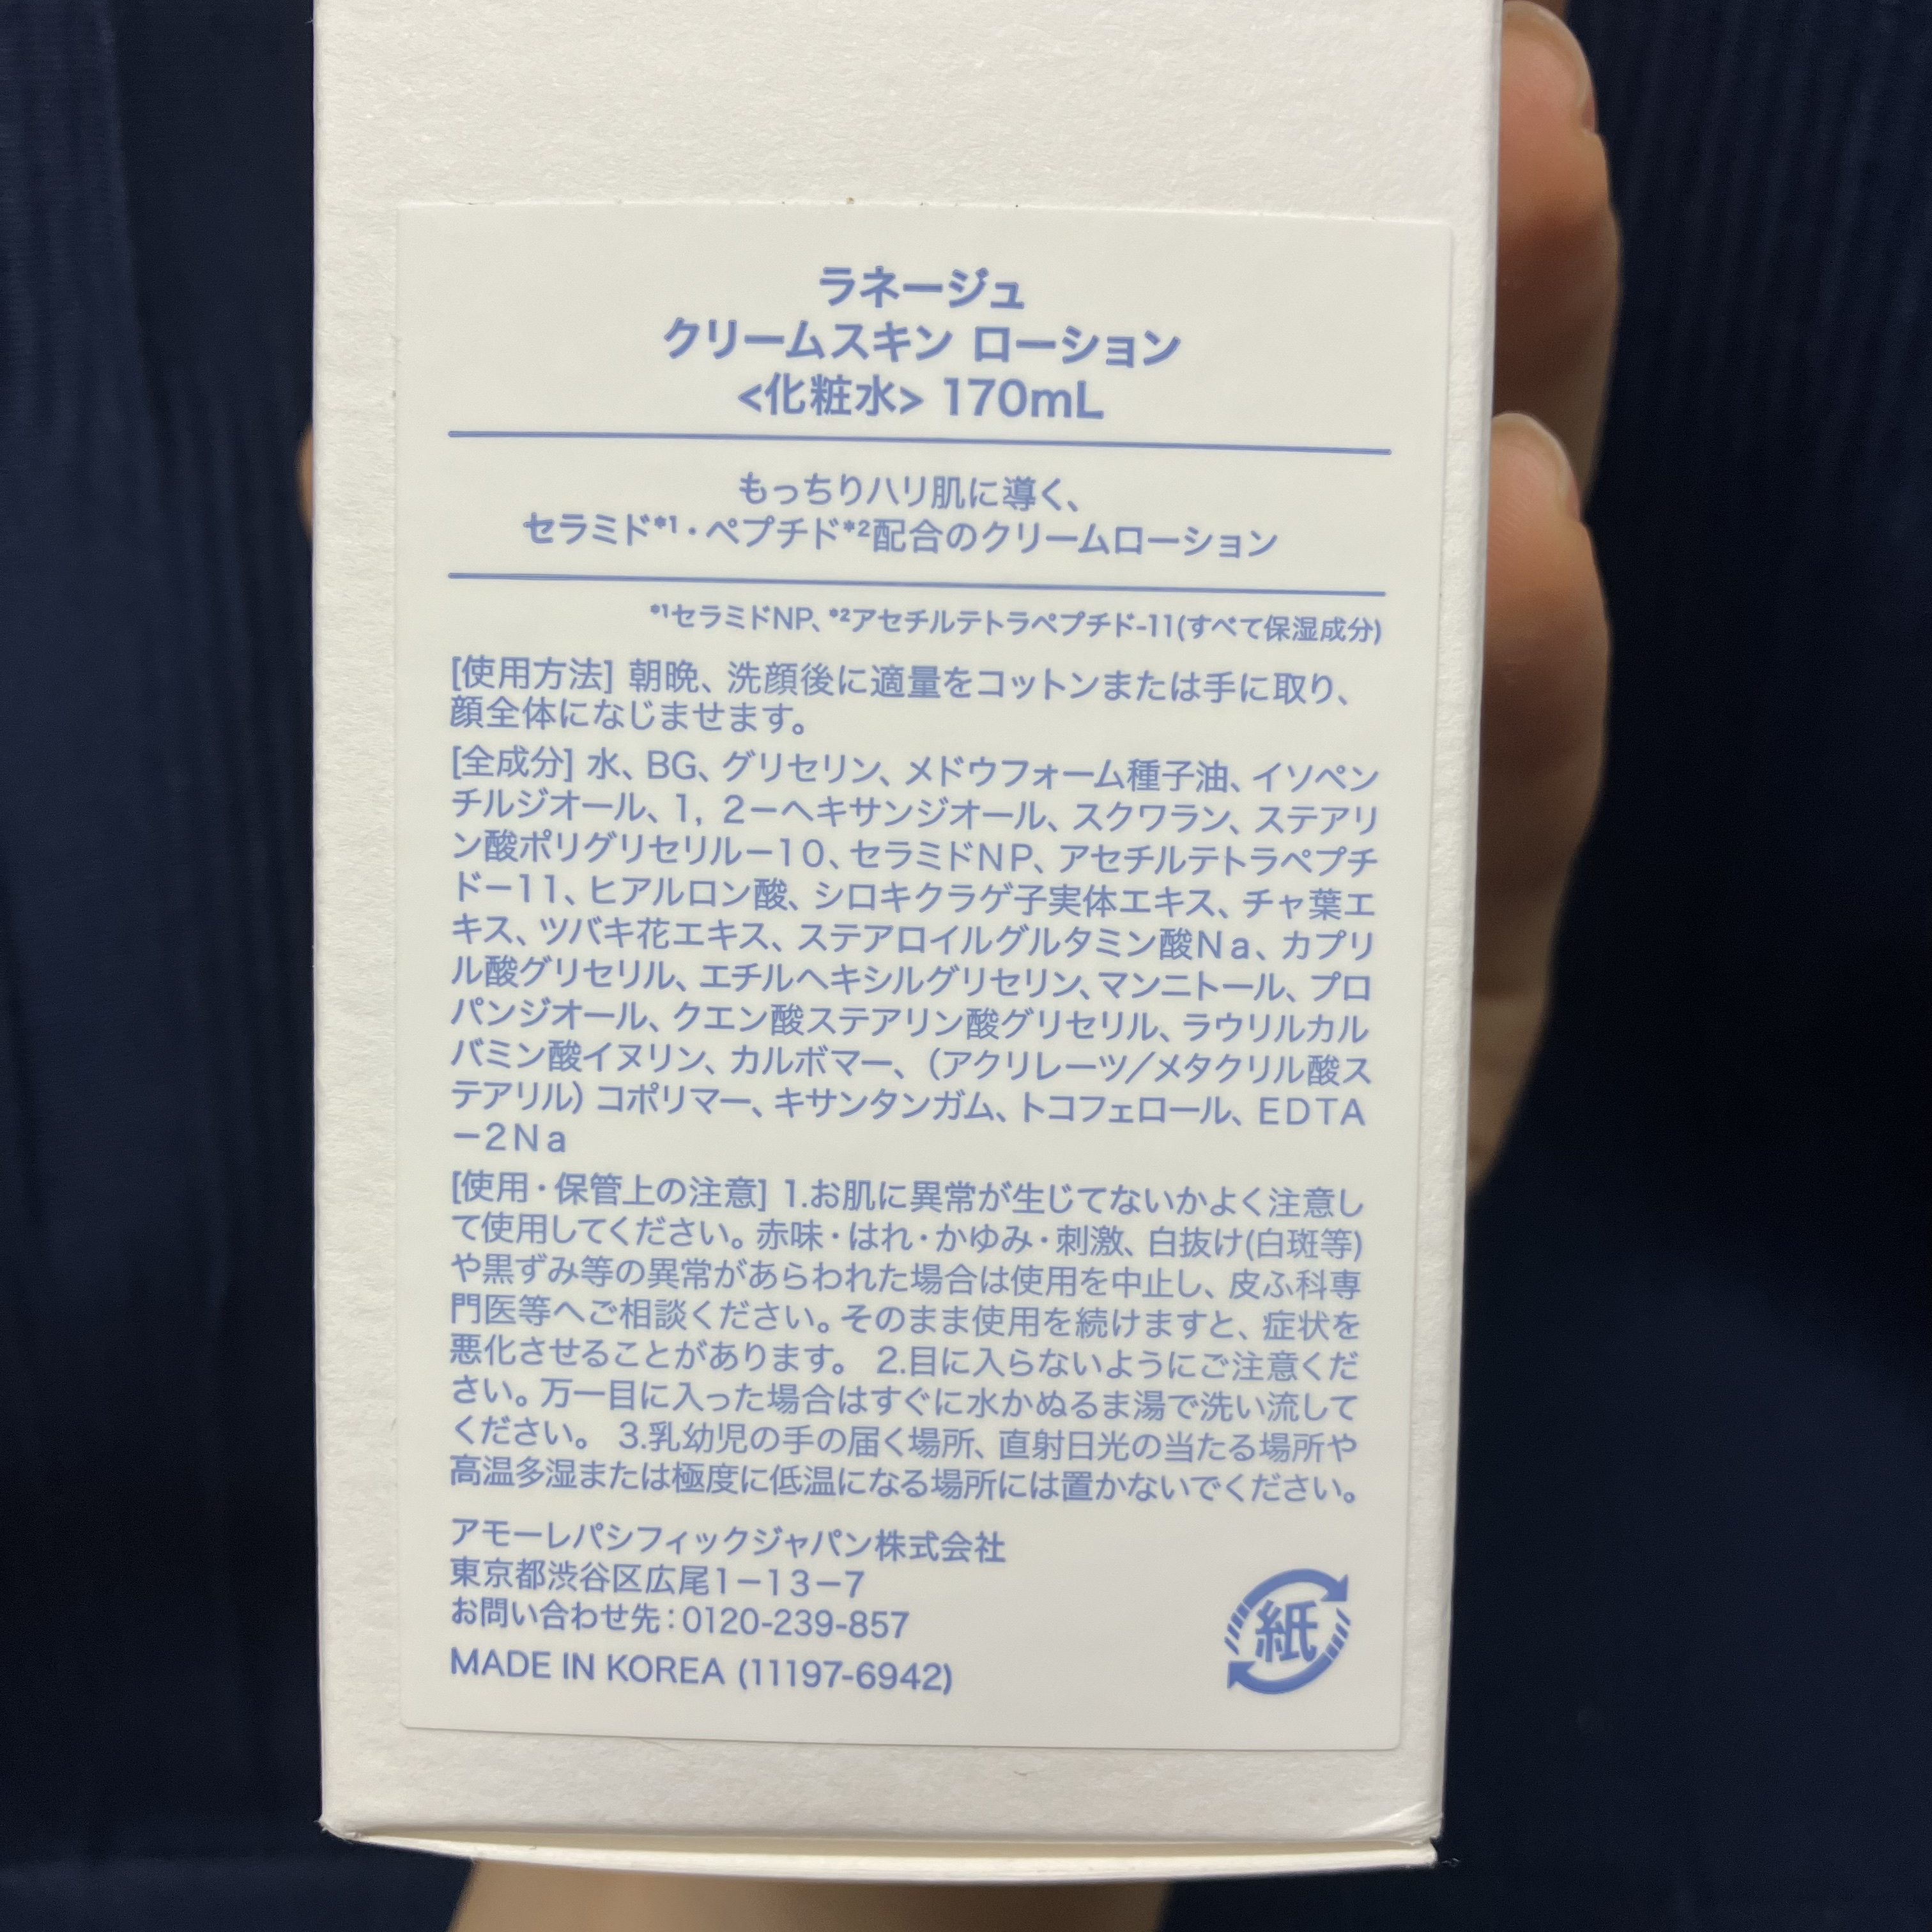 ラネージュ
クリームスキン ローション
<化粧水> 170mL
もっちりハリ肌に導く、
セラミド*1・ペプチド*2配合のクリームローション
*1セラミドNP、*2アセチルテトラペプチド-11(すべて保湿成分)
[使用方法] 朝晩、洗顔後に適量をコットンまたは手に取り、
顔全体になじませます。
[全成分] 水、BG、グリセリン、メドウフォーム種子油、イソペン
チルジオール、1，2－ヘキサンジオール、スクワラン、ステアリ
ン酸ポリグリセリル－10、セラミドNP、アセチルテトラペプチ
ド－11、ヒアルロン酸、シロキクラゲ子実体エキス、チャ葉エ
キス、ツバキ花エキス、ステアロイルグルタミン酸Na、カプリ
ル酸グリセリル、エチルヘキシルグリセリン、マンニトール、プロ
パンジオール、クエン酸ステアリン酸グリセリル、ラウリルカル
バミン酸イヌリン、カルボマー、（アクリレーツ／メタクリル酸ス
テアリル）コポリマー、キサンタンガム、トコフェロール、EDTA
－2Na
[使用・保管上の注意] 1.お肌に異常が生じてないかよく注意し
て使用してください。赤味・はれ・かゆみ・刺激、白抜け(白斑等)
や黒ずみ等の異常があらわれた場合は使用を中止し、皮ふ科専
門医等へご相談ください。そのまま使用を続けますと、症状を
悪化させることがあります。 2.目に入らないようにご注意くだ
さい。万一目に入った場合はすぐに水かぬるま湯で洗い流して
ください。 3.乳幼児の手の届く場所、直射日光の当たる場所や
高温多湿または極度に低温になる場所には置かないでください。
アモーレパシフィックジャパン株式会社
東京都渋谷区広尾1－13－7
お問い合わせ先：0120-239-857
MADE IN KOREA (11197-6942)
紙